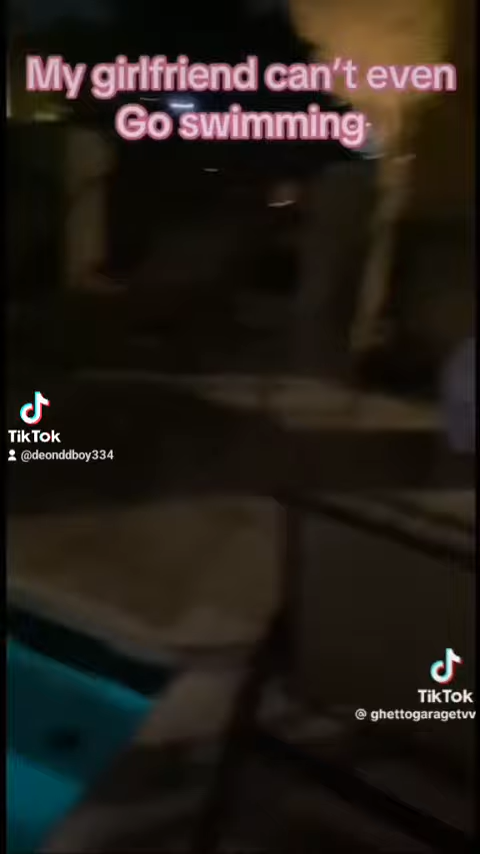 My girlfriend can't even
Go swimming
TikTok
@deonddboy334
TikTok
@ ghettogaragetvv